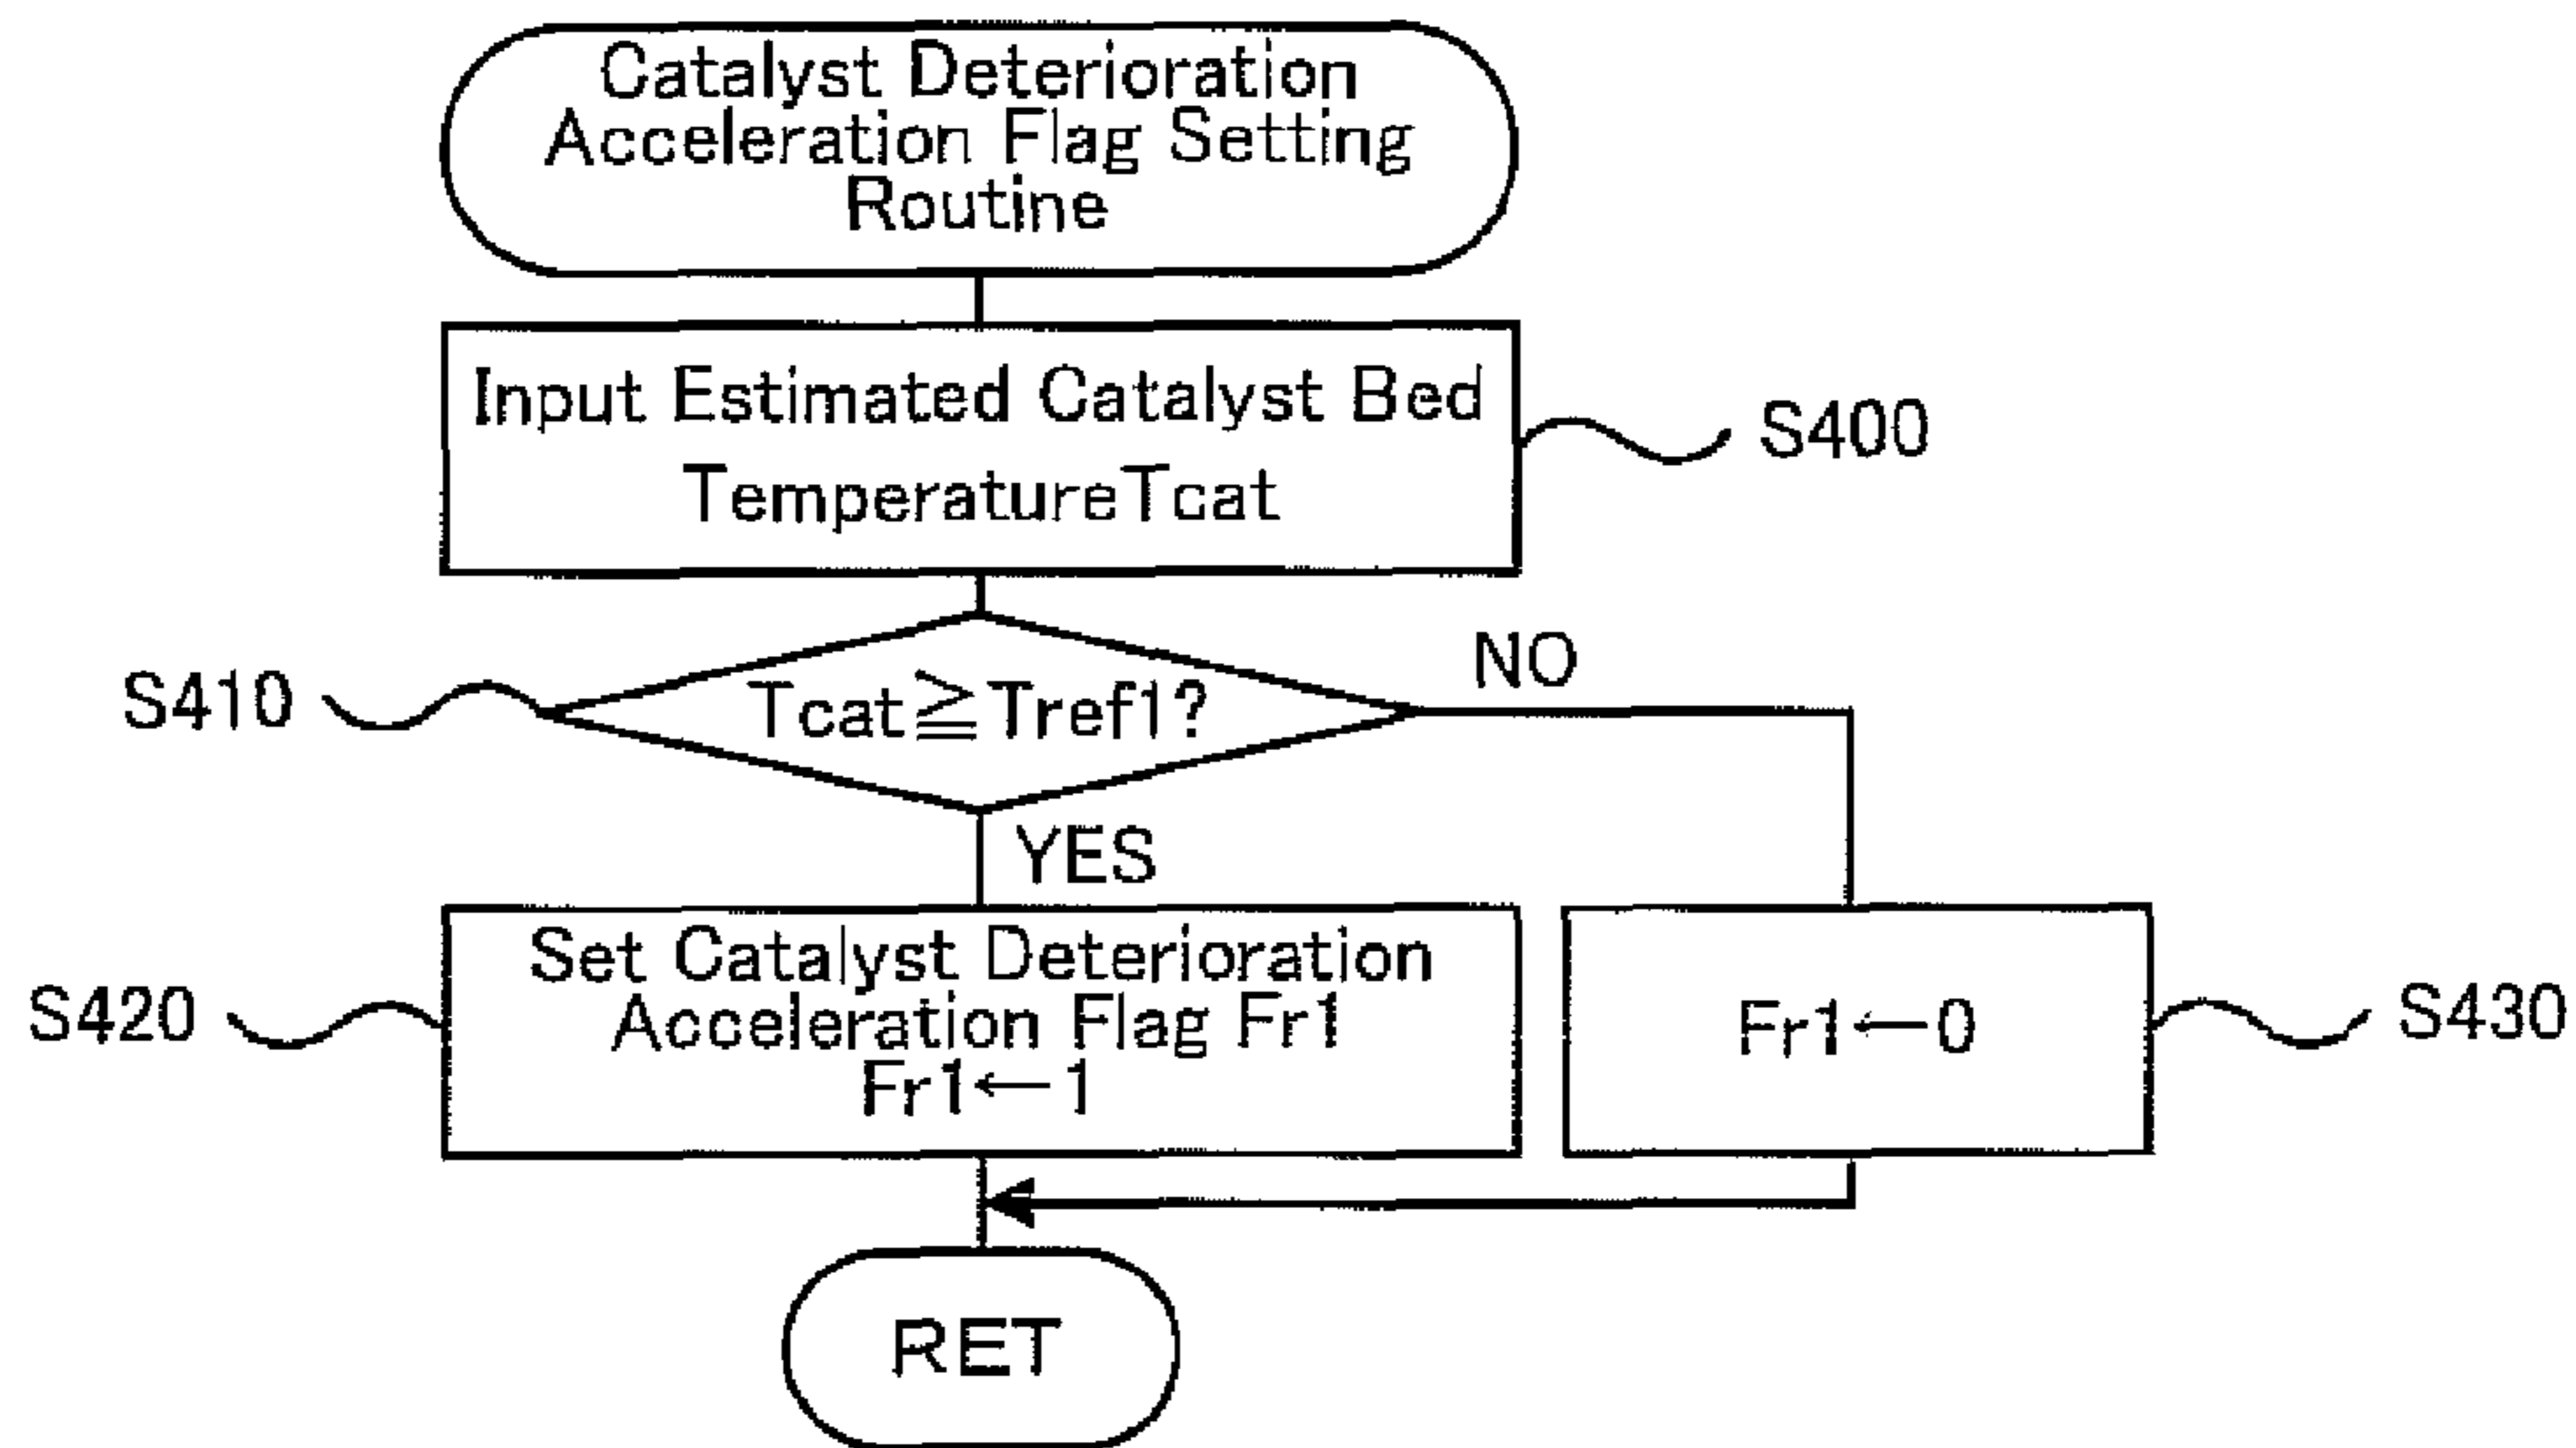 Catalyst Deterioration
Acceleration Flag Setting
Routine
Input Estimated Catalyst Bed
TemperatureTcat
S400
S410
Tcat≧Tref1?
NO
YES
S420
Set Catalyst Deterioration
Acceleration Flag Fr1
Fr1←1
Fr1←0
S430
RET